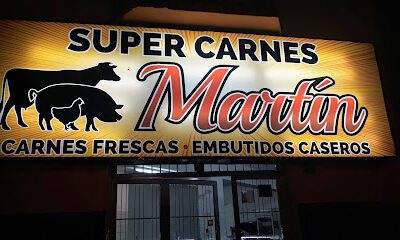 SUPER CARNES
Martín
CARNES FRESCAS • EMBUTIDOS CASEROS